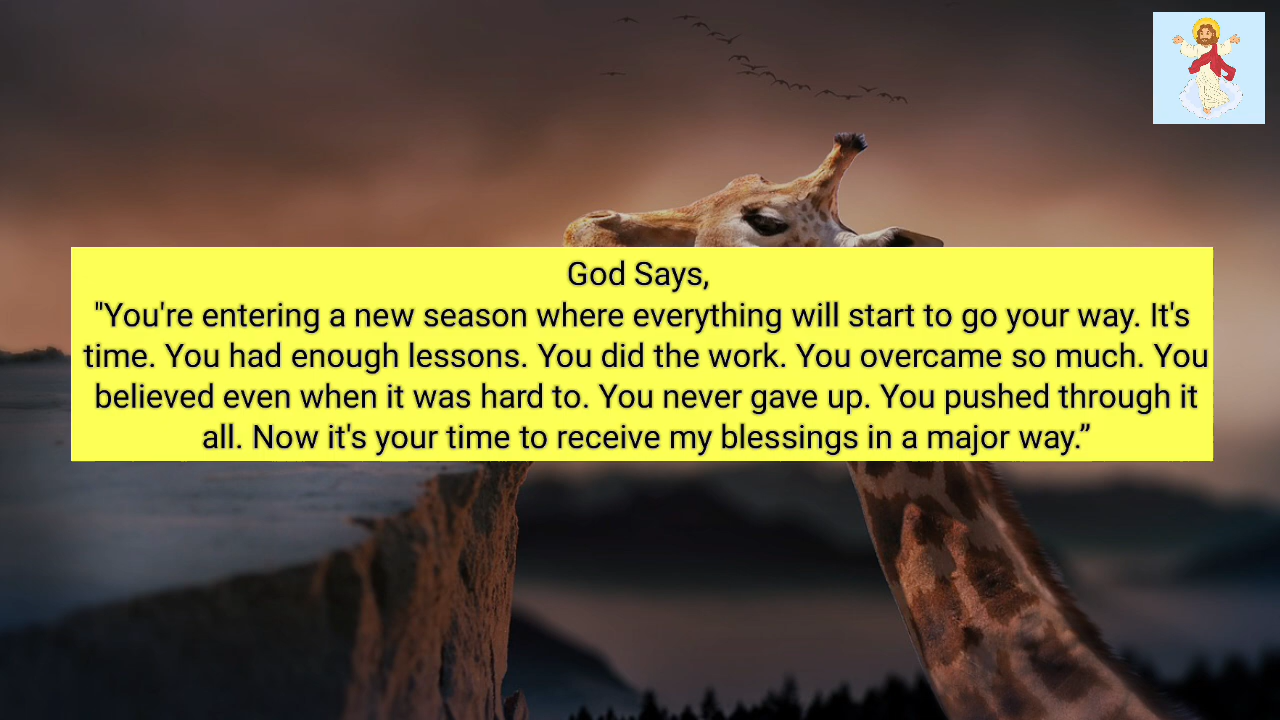 God Says,
"You're entering a new season where everything will start to go your way. It's
time. You had enough lessons. You did the work. You overcame so much. You
believed even when it was hard to. You never gave up. You pushed through it
all. Now it's your time to receive my blessings in a major way.”